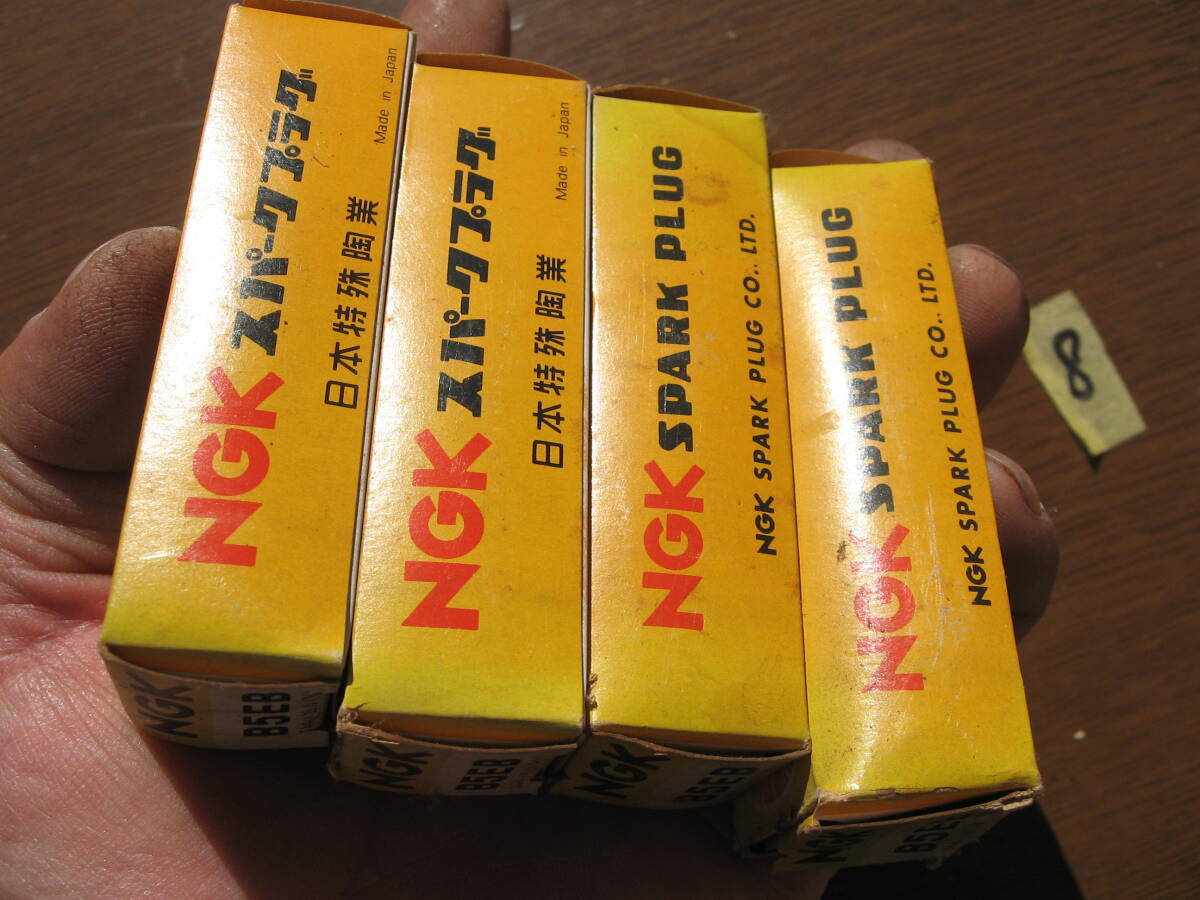 NGK スパークプラグ
日本特殊陶業
Made in Japan
NGK
B5EB
NGK スパークプラグ
日本特殊陶業
Made in Japan
NGK
B5EB
NGK SPARK PLUG
NGK SPARK PLUG CO., LTD.
NGK
B5EB
NGK SPARK PLUG
NGK SPARK PLUG CO., LTD.
NGK
8